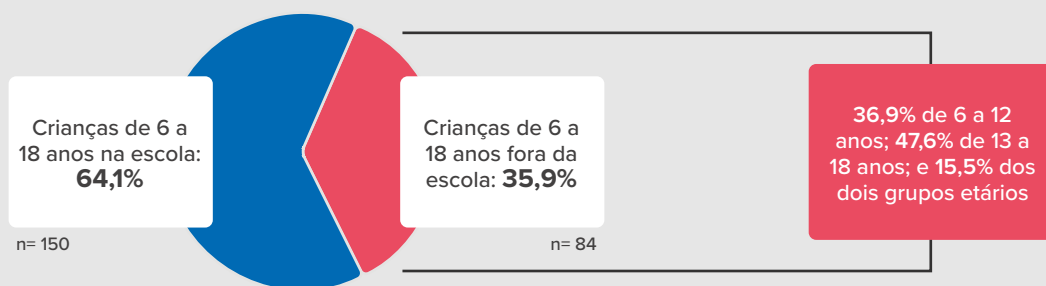 Crianças de 6 a
18 anos na escola:
64,1%
n= 150
Crianças de 6 a
18 anos fora da
escola: 35,9%
n= 84
36,9% de 6 a 12
anos; 47,6% de 13 a
18 anos; e 15,5% dos
dois grupos etários